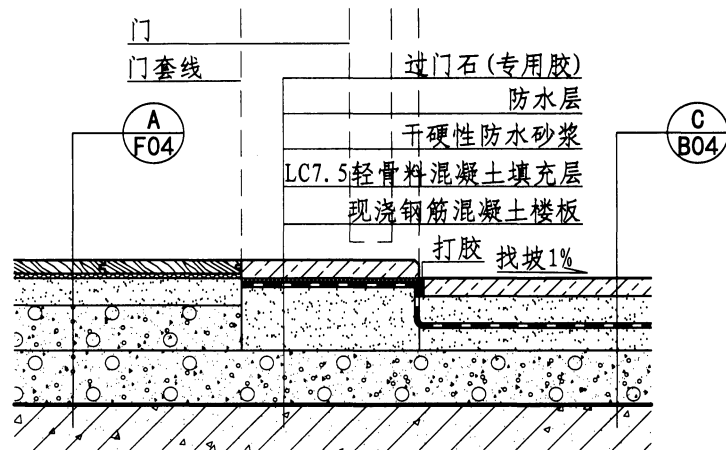 门
门套线
过门石(专用胶)
防水层
干硬性防水砂浆
LC7.5轻骨料混凝土填充层
现浇钢筋混凝土楼板
A
F04
C
B04
打胶
找坡1%